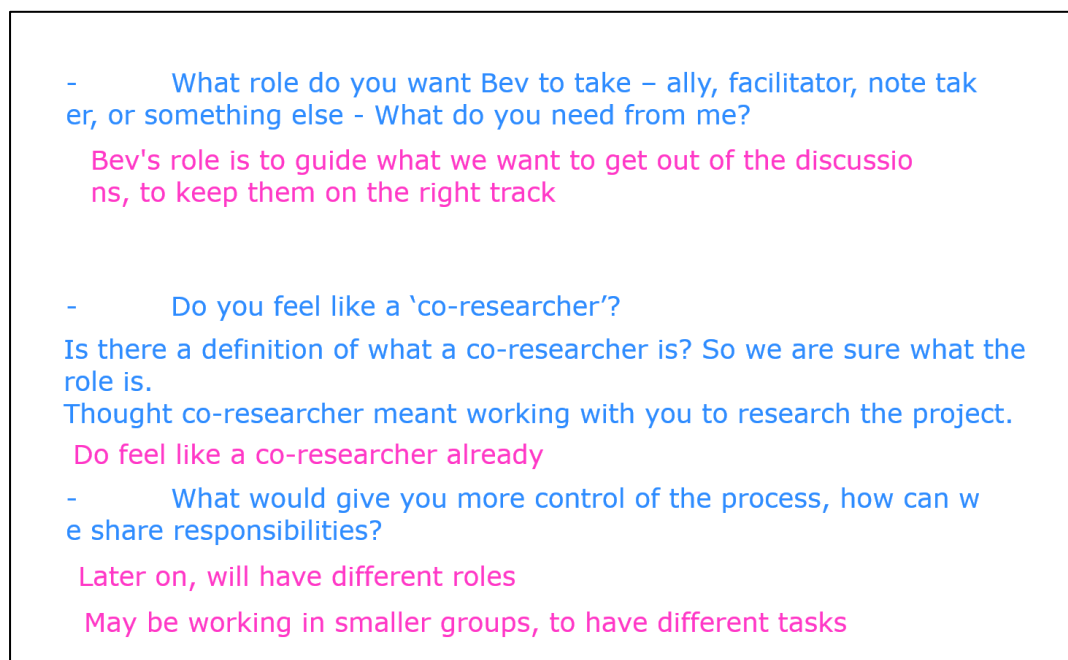 - What role do you want Bev to take – ally, facilitator, note tak
er, or something else - What do you need from me?
Bev's role is to guide what we want to get out of the discussio
ns, to keep them on the right track
- Do you feel like a ‘co-researcher’?
Is there a definition of what a co-researcher is? So we are sure what the
role is.
Thought co-researcher meant working with you to research the project.
Do feel like a co-researcher already
- What would give you more control of the process, how can w
e share responsibilities?
Later on, will have different roles
May be working in smaller groups, to have different tasks